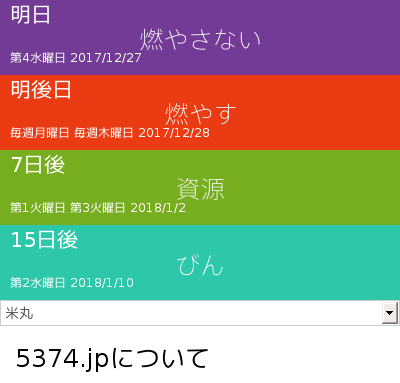 明日
燃やさない
第4水曜日 2017/12/27
明後日
燃やす
毎週月曜日 毎週木曜日 2017/12/28
7日後
資源
第1火曜日 第3火曜日 2018/1/2
15日後
びん
第2水曜日 2018/1/10
米丸
5374.jpについて